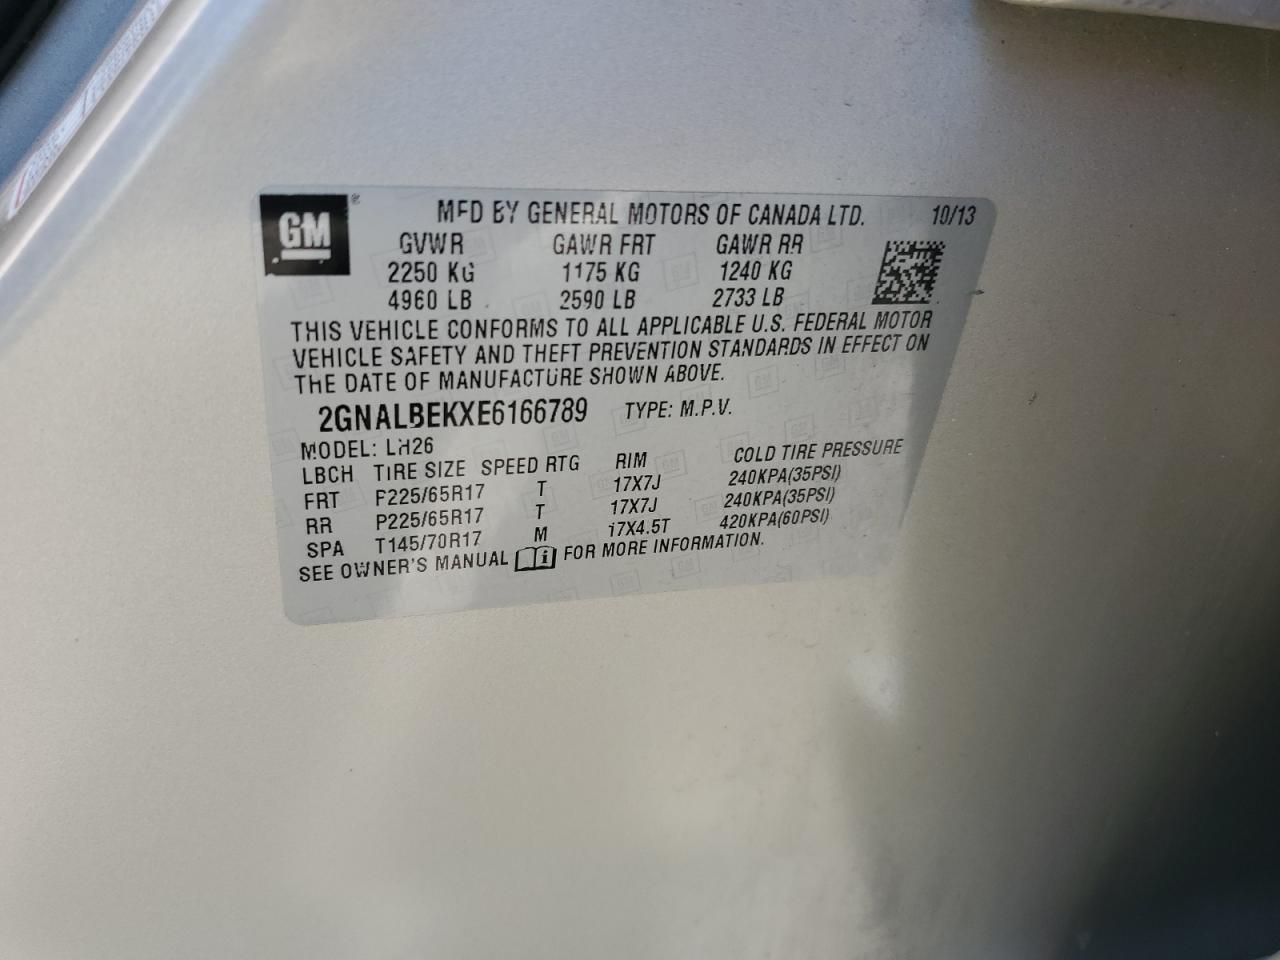 GM ®
MFD BY GENERAL MOTORS OF CANADA LTD. 10/13
GVWR GAWR FRT GAWR RR
2250 KG 1175 KG 1240 KG
4960 LB 2590 LB 2733 LB
THIS VEHICLE CONFORMS TO ALL APPLICABLE U.S. FEDERAL MOTOR
VEHICLE SAFETY AND THEFT PREVENTION STANDARDS IN EFFECT ON
THE DATE OF MANUFACTURE SHOWN ABOVE.
2GNALBEKXE6166789 TYPE: M.P.V.
MODEL: LH26
LBCH TIRE SIZE SPEED RTG RIM COLD TIRE PRESSURE
FRT P225/65R17 T 17X7J 240KPA(35PSI)
RR P225/65R17 T 17X7J 240KPA(35PSI)
SPA T145/70R17 M 17X4.5T 420KPA(60PSI)
SEE OWNER'S MANUAL FOR MORE INFORMATION.